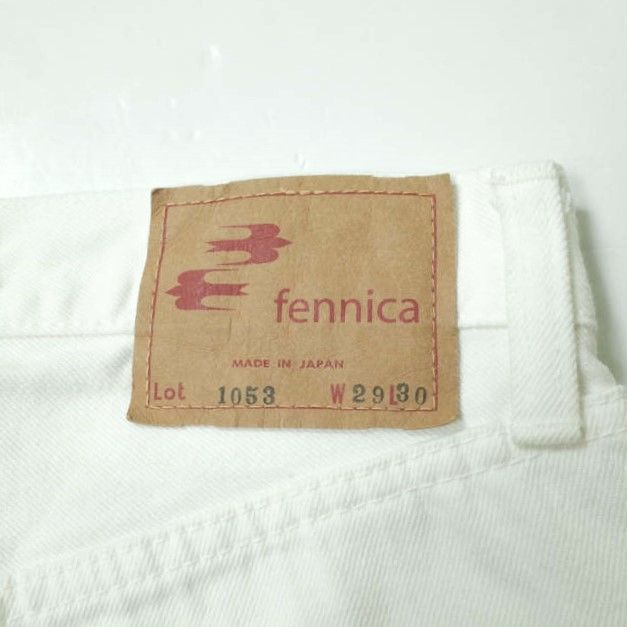 fennica
MADE IN JAPAN
Lot 1053 W29L30